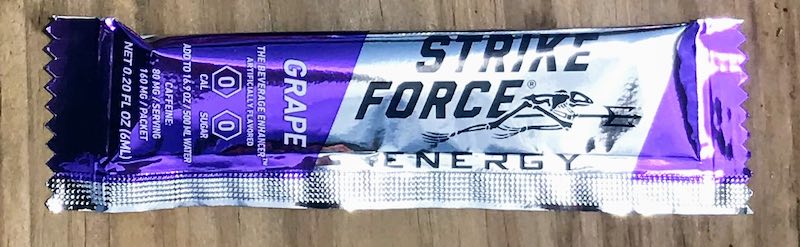 STRIKE
FORCE®
ENERGY
GRAPE
THE BEVERAGE ENHANCER™
ARTIFICIALLY FLAVORED
0 0
CAL SUGAR
ADD TO 16.9 OZ / 500 ML WATER
CAFFEINE:
80 MG / SERVING
160 MG / PACKET
NET 0.20 FL OZ (6ML)